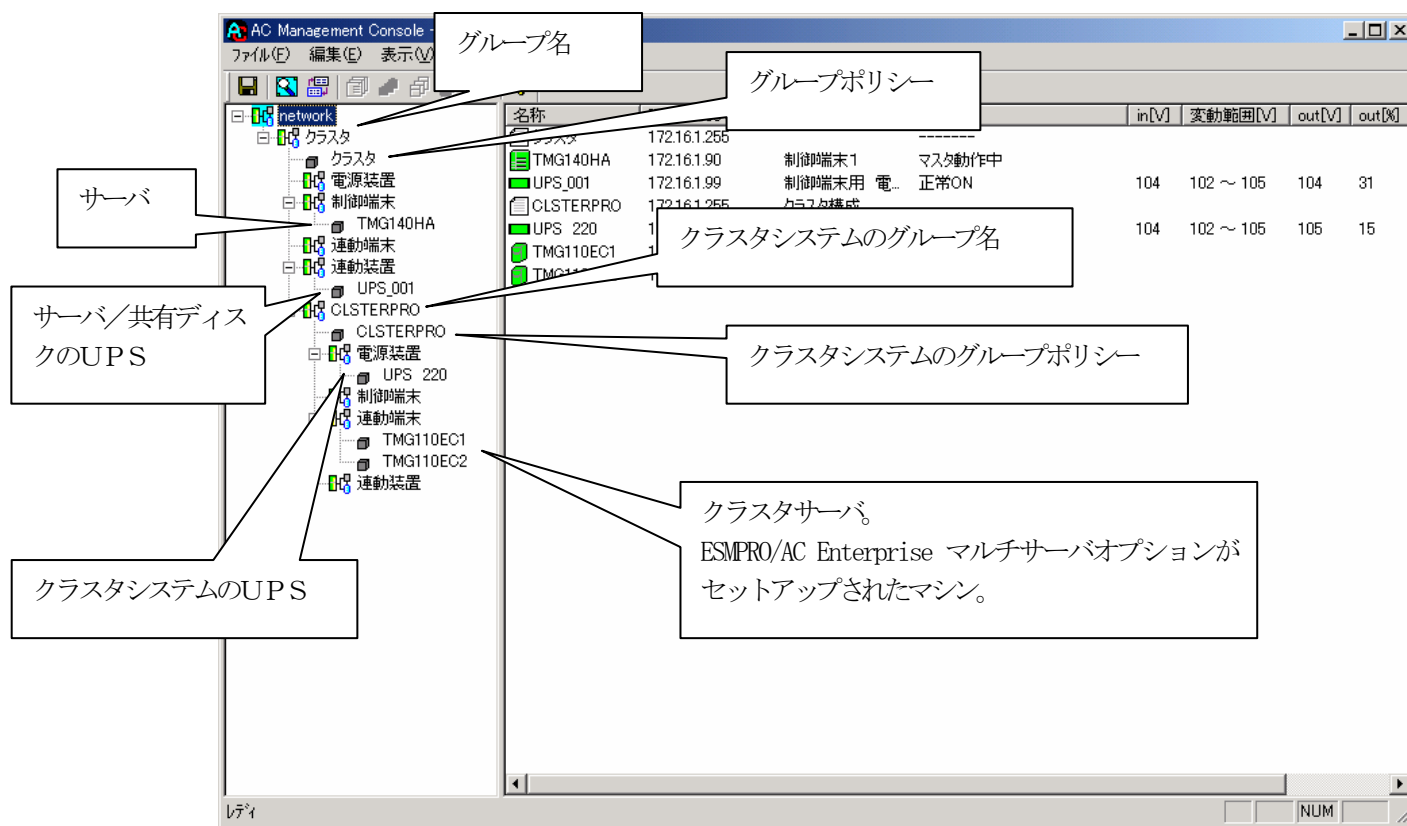 AC Management Console -
ファイル(F) 編集(E) 表示(V)
グループ名
グループポリシー
サーバ
サーバ／共有ディス
クのＵＰＳ
クラスタシステムのＵＰＳ
クラスタシステムのグループ名
クラスタシステムのグループポリシー
クラスタサーバ。
ESMPRO/AC Enterprise マルチサーバオプションが
セットアップされたマシン。
network
クラスタ
クラスタ
電源装置
制御端末
TMG140HA
連動端末
連動装置
UPS_001
CLSTERPRO
CLSTERPRO
電源装置
UPS 220
制御端末
連動端末
TMG110EC1
TMG110EC2
連動装置
名称 in[V] 変動範囲[V] out[V] out[%]
クラスタ 172.16.1.255 -------
TMG140HA 172.16.1.90 制御端末1 マスタ動作中
UPS_001 172.16.1.99 制御端末用 電... 正常ON 104 102 ～ 105 104 31
CLSTERPRO 172.16.1.255 クラスタ構成
UPS 220 104 102 ～ 105 105 15
TMG110EC1
レディ NUM